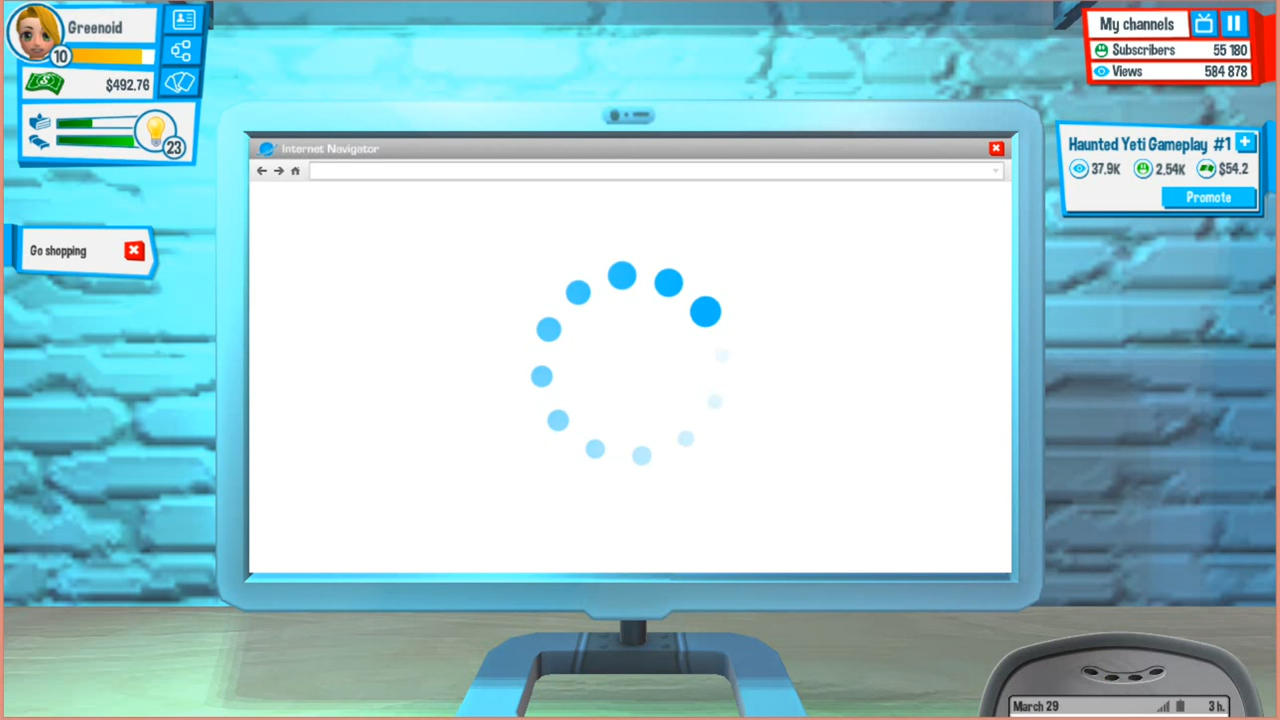 Greenoid
10
$492.76
23
Go shopping
Internet Navigator
My channels
Subscribers 55 180
Views 584 878
Haunted Yeti Gameplay #1
37.9K 2.54K $54.2
Promote
March 29 3 h.